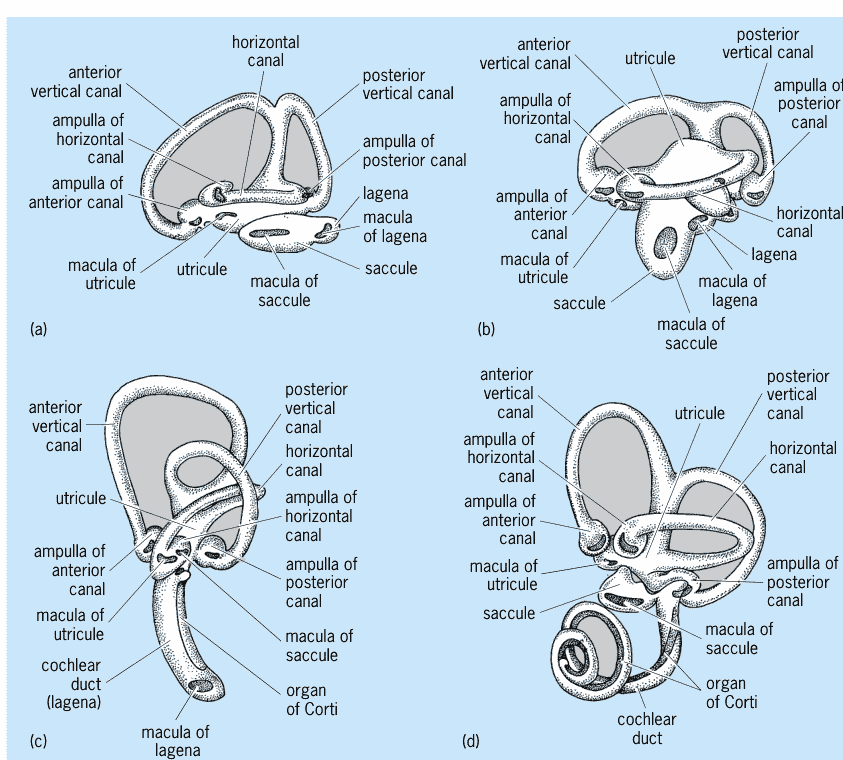 horizontal
canal
anterior
vertical canal
posterior
vertical canal
ampulla of
horizontal
canal
ampulla of
posterior canal
ampulla of
anterior canal
lagena
macula
of lagena
macula of
utricule
utricule
macula of
saccule
saccule
(a)
anterior
vertical canal
utricule
posterior
vertical canal
ampulla of
horizontal
canal
ampulla of
posterior
canal
ampulla of
anterior
canal
horizontal
canal
macula of
utricule
lagena
saccule
macula of
lagena
macula of
saccule
(b)
anterior
vertical
canal
posterior
vertical
canal
horizontal
canal
utricule
ampulla of
horizontal
canal
ampulla of
anterior
canal
ampulla of
posterior
canal
macula of
utricule
macula of
saccule
cochlear
duct
(lagena)
organ
of Corti
macula of
lagena
(c)
anterior
vertical
canal
utricule
posterior
vertical
canal
ampulla of
horizontal
canal
horizontal
canal
ampulla of
anterior
canal
macula of
utricule
ampulla of
posterior
canal
saccule
macula of
saccule
organ
of Corti
cochlear
duct
(d)